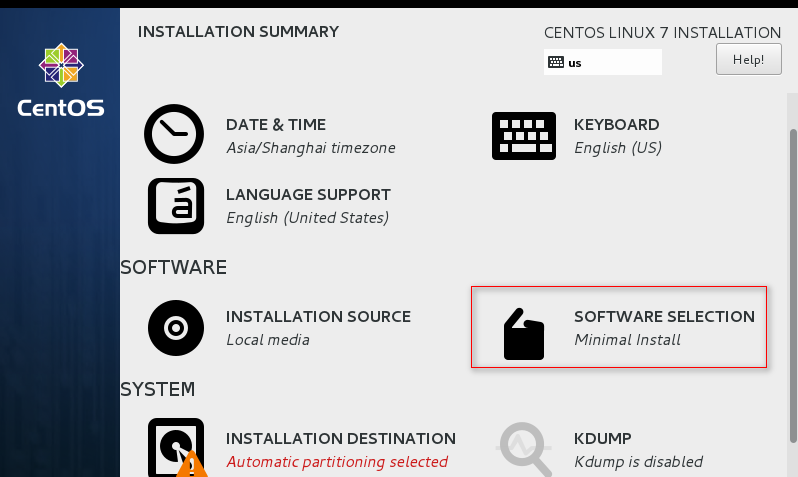 INSTALLATION SUMMARY
CENTOS LINUX 7 INSTALLATION
us
Help!
CentOS
DATE & TIME
Asia/Shanghai timezone
KEYBOARD
English (US)
LANGUAGE SUPPORT
English (United States)
SOFTWARE
INSTALLATION SOURCE
Local media
SOFTWARE SELECTION
Minimal Install
SYSTEM
INSTALLATION DESTINATION
Automatic partitioning selected
KDUMP
Kdump is disabled